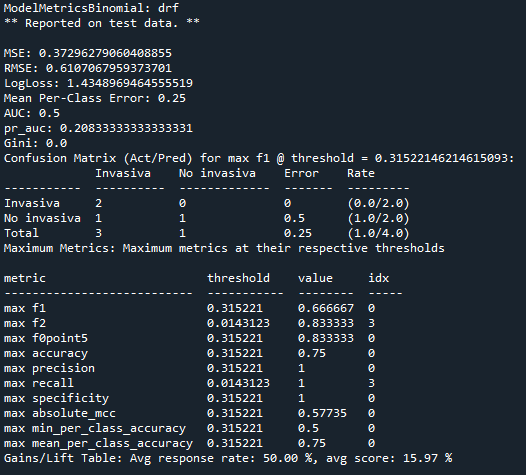 ModelMetricsBinomial: drf
** Reported on test data. **
MSE: 0.37296279060408855
RMSE: 0.6107067959373701
LogLoss: 1.4348969464555519
Mean Per-Class Error: 0.25
AUC: 0.5
pr_auc: 0.20833333333333331
Gini: 0.0
Confusion Matrix (Act/Pred) for max f1 @ threshold = 0.31522146214615093:
Invasiva No invasiva Error Rate
----------- ---------- ------------- ------- ---------
Invasiva 2 0 0 (0.0/2.0)
No invasiva 1 1 0.5 (1.0/2.0)
Total 3 1 0.25 (1.0/4.0)
Maximum Metrics: Maximum metrics at their respective thresholds
metric threshold value idx
--------------------------- ----------- -------- -----
max f1 0.315221 0.666667 0
max f2 0.0143123 0.833333 3
max f0point5 0.315221 0.833333 0
max accuracy 0.315221 0.75 0
max precision 0.315221 1 0
max recall 0.0143123 1 3
max specificity 0.315221 1 0
max absolute_mcc 0.315221 0.57735 0
max min_per_class_accuracy 0.315221 0.5 0
max mean_per_class_accuracy 0.315221 0.75 0
Gains/Lift Table: Avg response rate: 50.00 %, avg score: 15.97 %